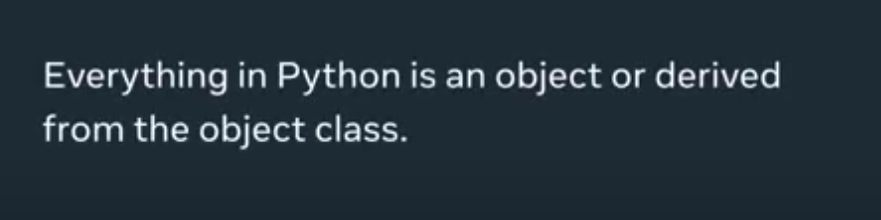 Everything in Python is an object or derived
from the object class.